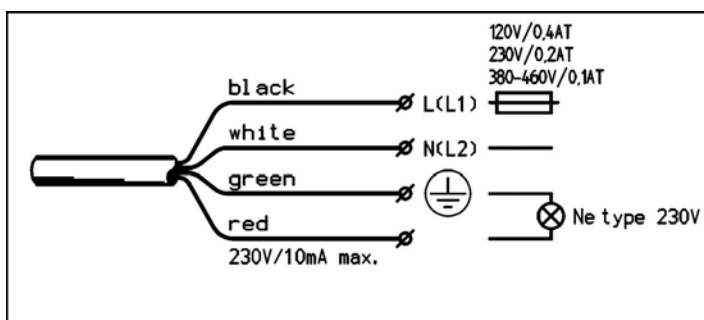 120V/0,4AT
230V/0,2AT
380-460V/0,1AT
black
L(L1)
white
N(L2)
green
red
Ne type 230V
230V/10mA max.